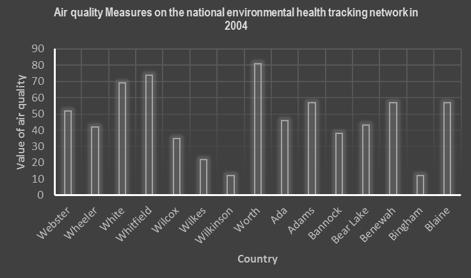 Air quality Measures on the national environmental health tracking network in
2004
Value of air quality
90
80
70
60
50
40
30
20
10
0
Webster
Wheeler
White
Whitfield
Wilcox
Wilkes
Wilkinson
Worth
Ada
Adams
Bannock
Bear Lake
Benewah
Bingham
Blaine
Country